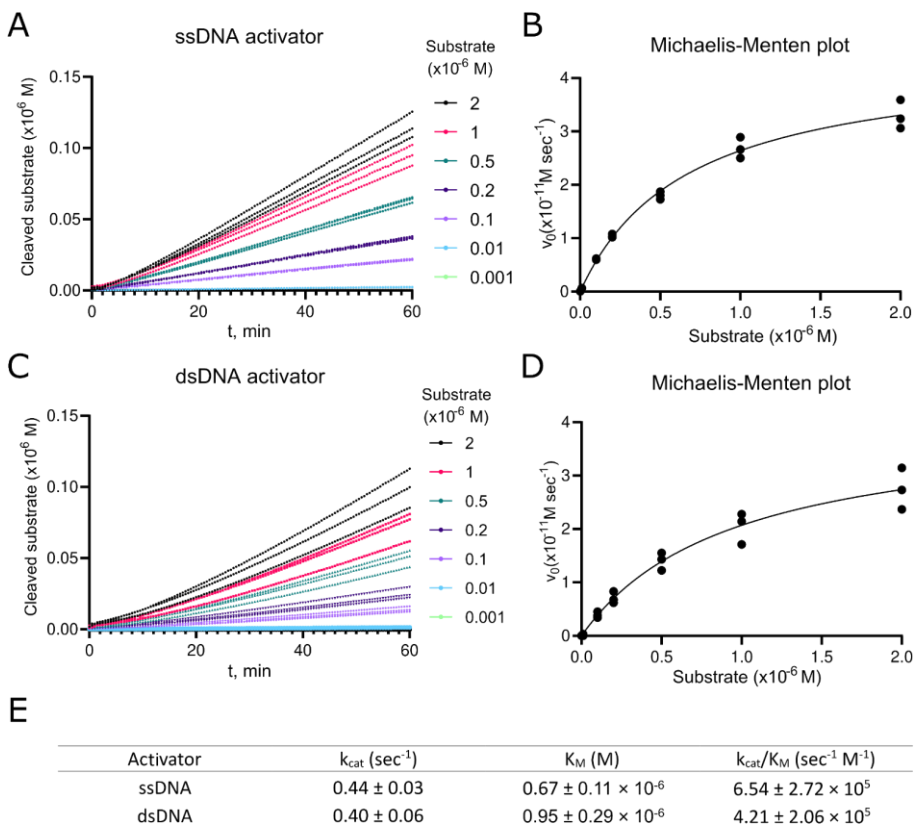 A
ssDNA activator
Substrate
(x10⁻⁶ M)
Cleaved substrate (x10⁶ M)
0.15
0.10
0.05
0.00
0
20
40
60
t, min
2
1
0.5
0.2
0.1
0.01
0.001
B
Michaelis-Menten plot
v₀(x10⁻¹¹M sec⁻¹)
4
3
2
1
0
0.0
0.5
1.0
1.5
2.0
Substrate (x10⁻⁶ M)
C
dsDNA activator
Substrate
(x10⁻⁶ M)
Cleaved substrate (x10⁶ M)
0.15
0.10
0.05
0.00
0
20
40
60
t, min
2
1
0.5
0.2
0.1
0.01
0.001
D
Michaelis-Menten plot
v₀(x10⁻¹¹M sec⁻¹)
4
3
2
1
0
0.0
0.5
1.0
1.5
2.0
Substrate (x10⁻⁶ M)
E
Activator k_cat (sec⁻¹) K_M (M) k_cat/K_M (sec⁻¹ M⁻¹)
ssDNA 0.44 ± 0.03 0.67 ± 0.11 × 10⁻⁶ 6.54 ± 2.72 × 10⁵
dsDNA 0.40 ± 0.06 0.95 ± 0.29 × 10⁻⁶ 4.21 ± 2.06 × 10⁵